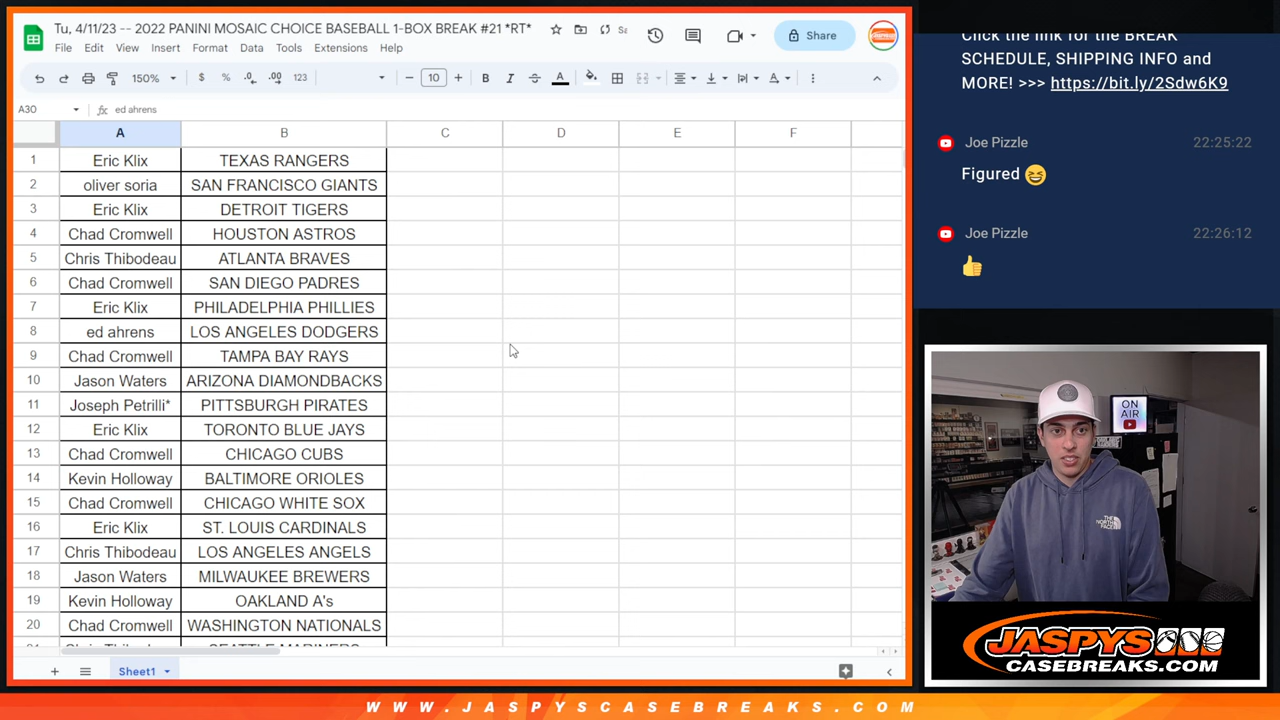 Tu, 4/11/23 -- 2022 PANINI MOSAIC CHOICE BASEBALL 1-BOX BREAK #21 *RT*
File Edit View Insert Format Data Tools Extensions Help
Share
150% $ % .0 .00 123 10 B I A
A30 fx ed ahrens
A B C D E F
1 Eric Klix TEXAS RANGERS
2 oliver soria SAN FRANCISCO GIANTS
3 Eric Klix DETROIT TIGERS
4 Chad Cromwell HOUSTON ASTROS
5 Chris Thibodeau ATLANTA BRAVES
6 Chad Cromwell SAN DIEGO PADRES
7 Eric Klix PHILADELPHIA PHILLIES
8 ed ahrens LOS ANGELES DODGERS
9 Chad Cromwell TAMPA BAY RAYS
10 Jason Waters ARIZONA DIAMONDBACKS
11 Joseph Petrilli* PITTSBURGH PIRATES
12 Eric Klix TORONTO BLUE JAYS
13 Chad Cromwell CHICAGO CUBS
14 Kevin Holloway BALTIMORE ORIOLES
15 Chad Cromwell CHICAGO WHITE SOX
16 Eric Klix ST. LOUIS CARDINALS
17 Chris Thibodeau LOS ANGELES ANGELS
18 Jason Waters MILWAUKEE BREWERS
19 Kevin Holloway OAKLAND A's
20 Chad Cromwell WASHINGTON NATIONALS
Sheet1
Click the link for the BREAK
SCHEDULE, SHIPPING INFO and
MORE! >>> https://bit.ly/2Sdw6K9
Joe Pizzle 22:25:22
Figured 😆
Joe Pizzle 22:26:12
👍
ON
AIR
THE
NORTH
FACE
JASPYS
CASEBREAKS.COM
WWW.JASPYSCASEBREAKS.COM